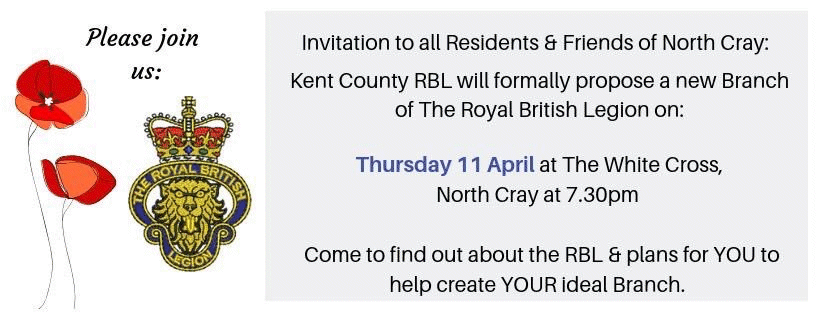 Please join
us:
THE ROYAL BRITISH
LEGION
Invitation to all Residents & Friends of North Cray:
Kent County RBL will formally propose a new Branch
of The Royal British Legion on:
Thursday 11 April at The White Cross,
North Cray at 7.30pm
Come to find out about the RBL & plans for YOU to
help create YOUR ideal Branch.